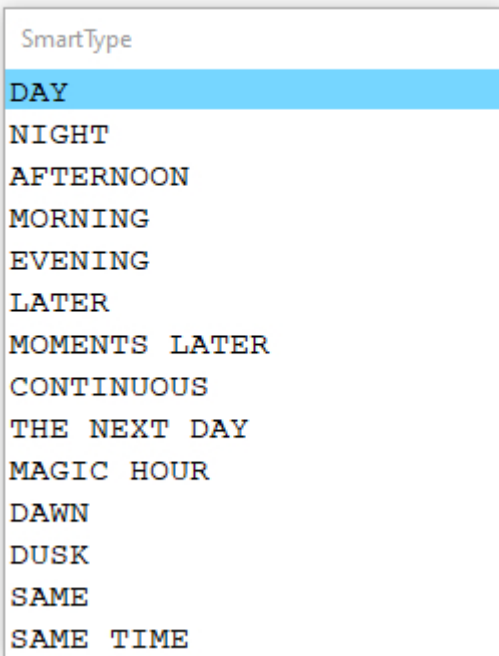 SmartType
DAY
NIGHT
AFTERNOON
MORNING
EVENING
LATER
MOMENTS LATER
CONTINUOUS
THE NEXT DAY
MAGIC HOUR
DAWN
DUSK
SAME
SAME TIME